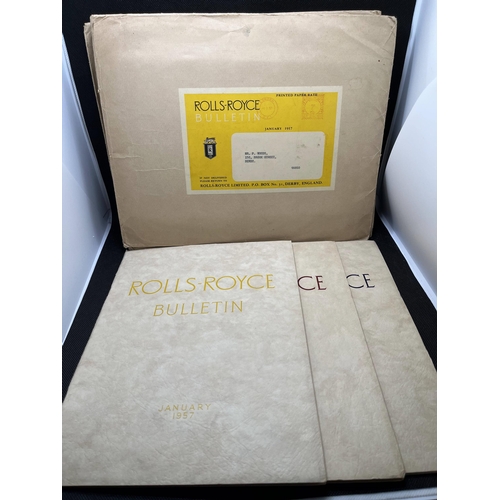 PRINTED PAPER RATE
ROLLS-ROYCE
BULLETIN
JANUARY 1957
ROLLS-ROYCE LIMITED, P.O. BOX No. 31, DERBY, ENGLAND
ROLLS-ROYCE
BULLETIN
JANUARY
1957
CE
CE